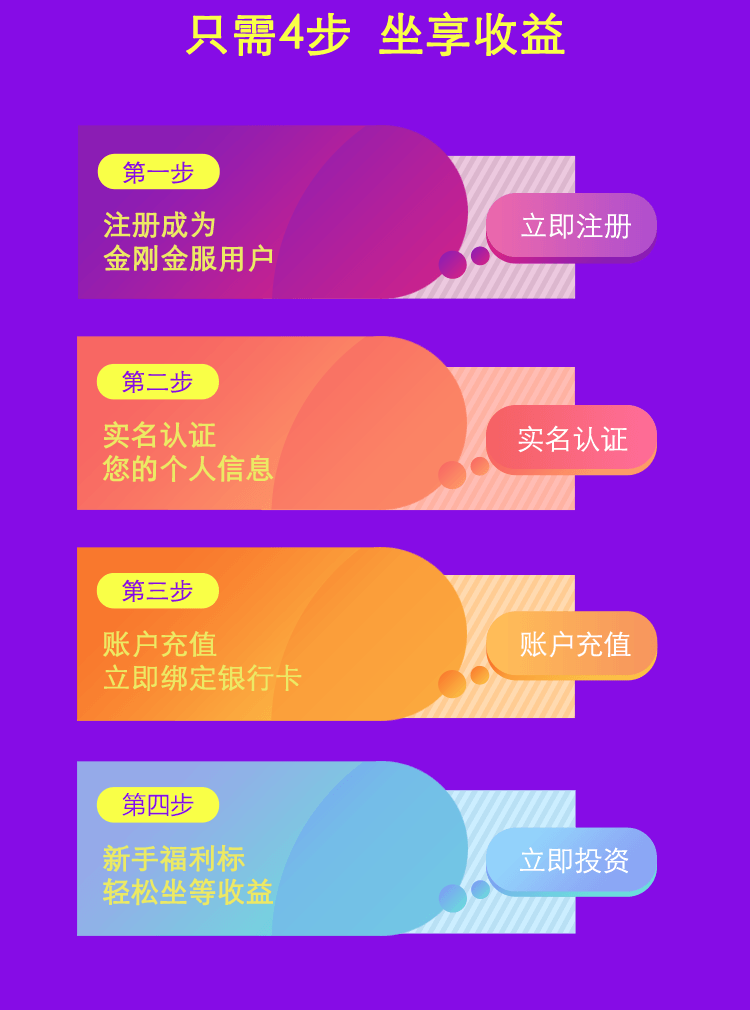 只需4步 坐享收益
第一步
注册成为
金刚金服用户
立即注册
第二步
实名认证
您的个人信息
实名认证
第三步
账户充值
立即绑定银行卡
账户充值
第四步
新手福利标
轻松坐等收益
立即投资